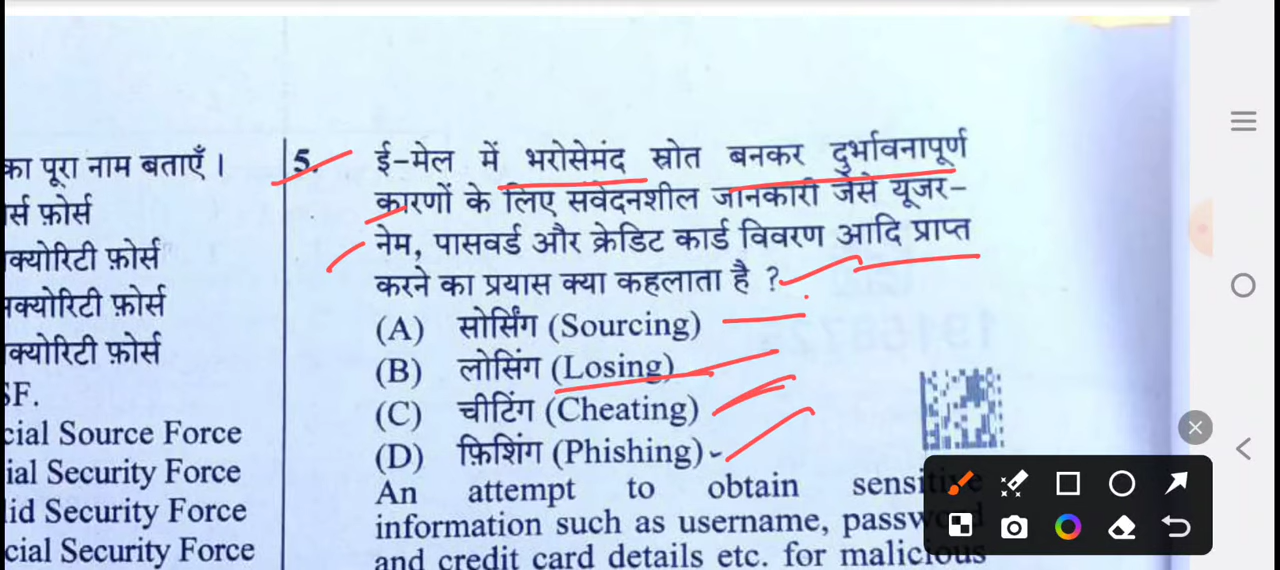 का पूरा नाम बताएँ ।
र्स फ़ोर्स
क्योरिटी फ़ोर्स
क्योरिटी फ़ोर्स
क्योरिटी फ़ोर्स
SF.
cial Source Force
ial Security Force
lid Security Force
cial Security Force
5. ई-मेल में भरोसेमंद स्रोत बनकर दुर्भावनापूर्ण
कारणों के लिए संवेदनशील जानकारी जैसे यूजर-
नेम, पासवर्ड और क्रेडिट कार्ड विवरण आदि प्राप्त
करने का प्रयास क्या कहलाता है ?
(A) सोर्सिंग (Sourcing)
(B) लोसिंग (Losing)
(C) चीटिंग (Cheating)
(D) फ़िशिंग (Phishing)
An attempt to obtain sensitive
information such as username, password
and credit card details etc. for malicious